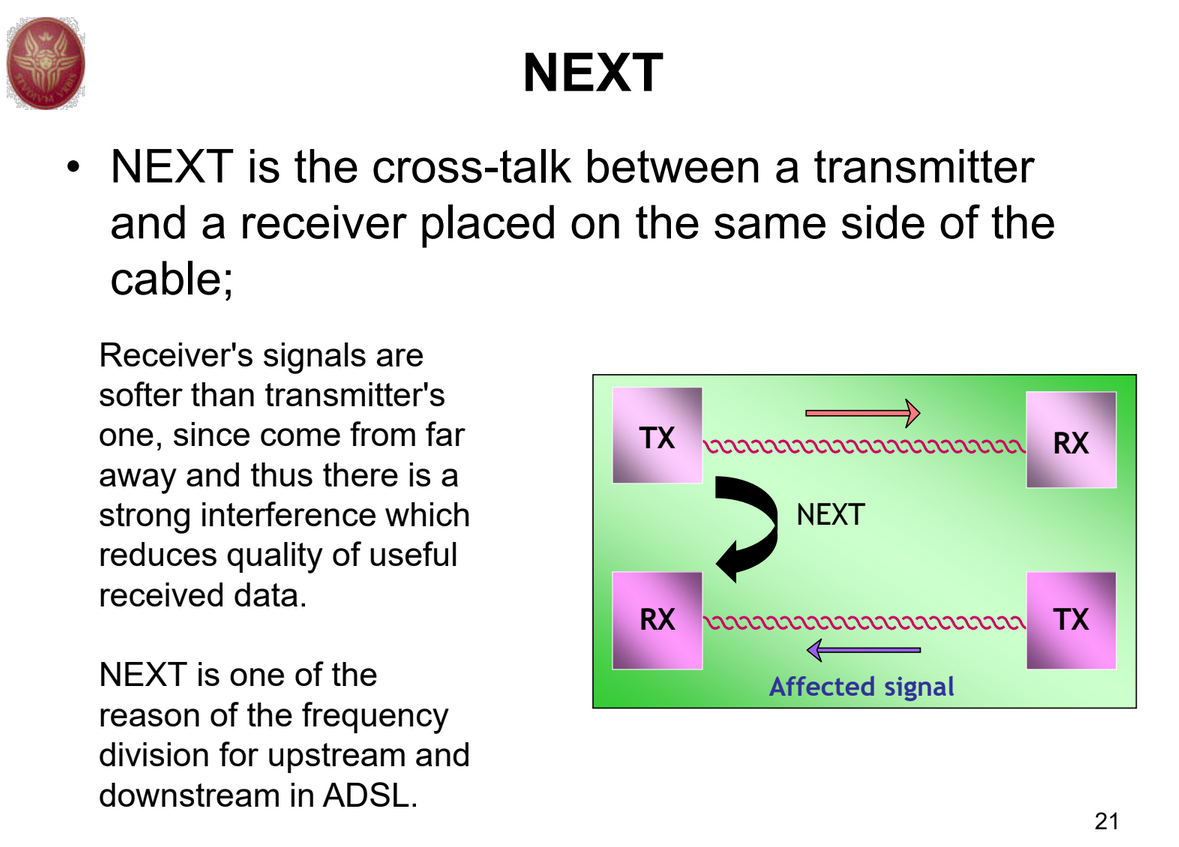 NEXT
• NEXT is the cross-talk between a transmitter
and a receiver placed on the same side of the
cable;
Receiver's signals are
softer than transmitter's
one, since come from far
away and thus there is a
strong interference which
reduces quality of useful
received data.
NEXT is one of the
reason of the frequency
division for upstream and
downstream in ADSL.
TX
RX
NEXT
RX
TX
Affected signal
21